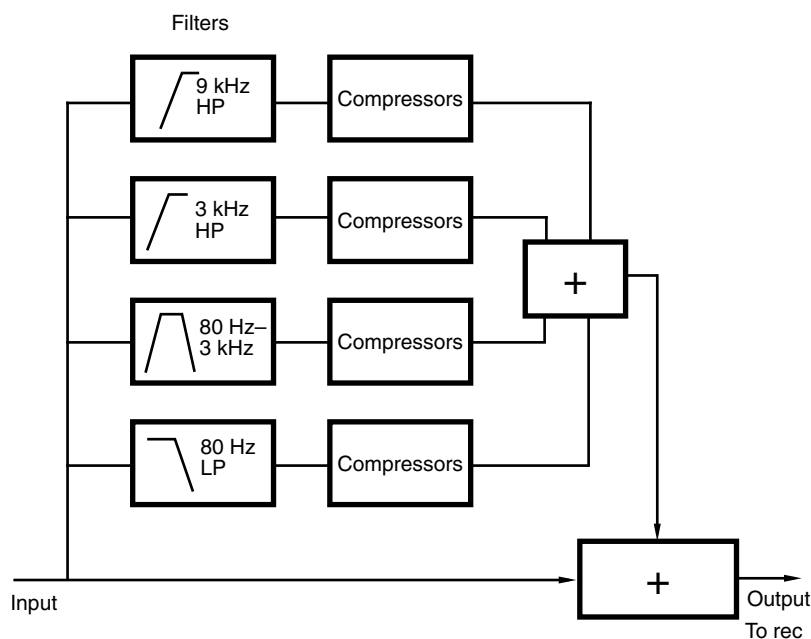 Filters
9 kHz
HP
Compressors
3 kHz
HP
Compressors
+
80 Hz–
3 kHz
Compressors
80 Hz
LP
Compressors
+
Input
Output
To rec